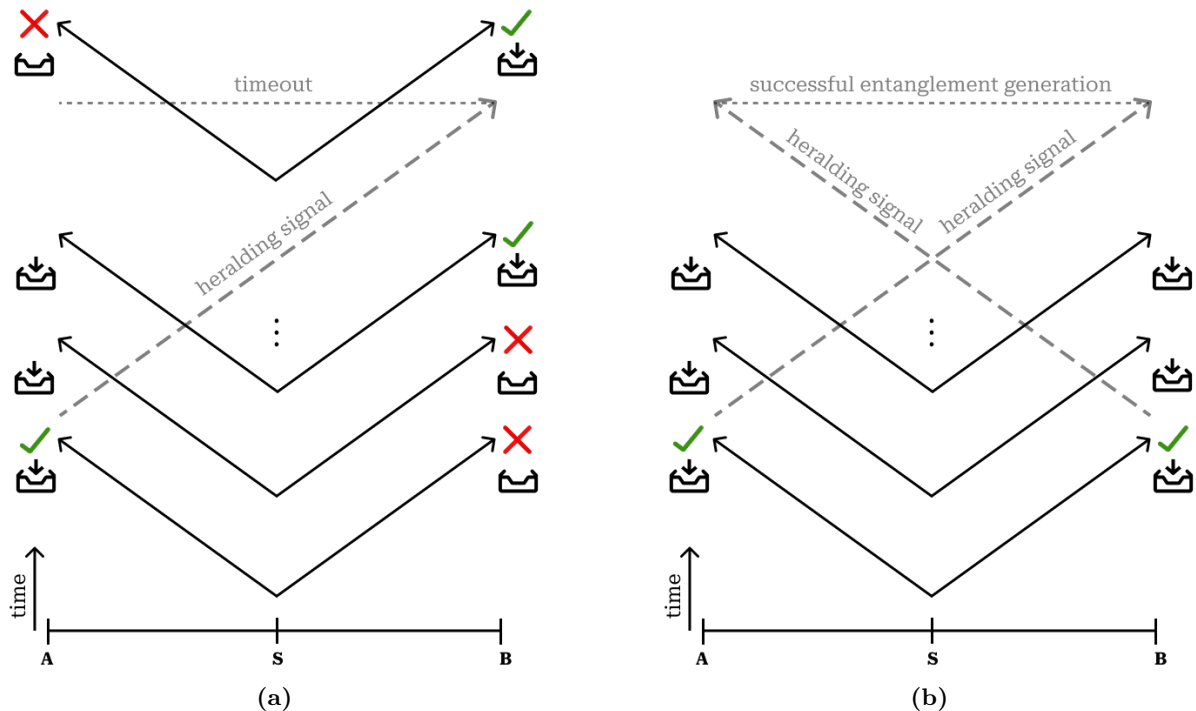 timeout
heralding signal
time
A
S
B
(a)
successful entanglement generation
heralding signal
heralding signal
time
A
S
B
(b)